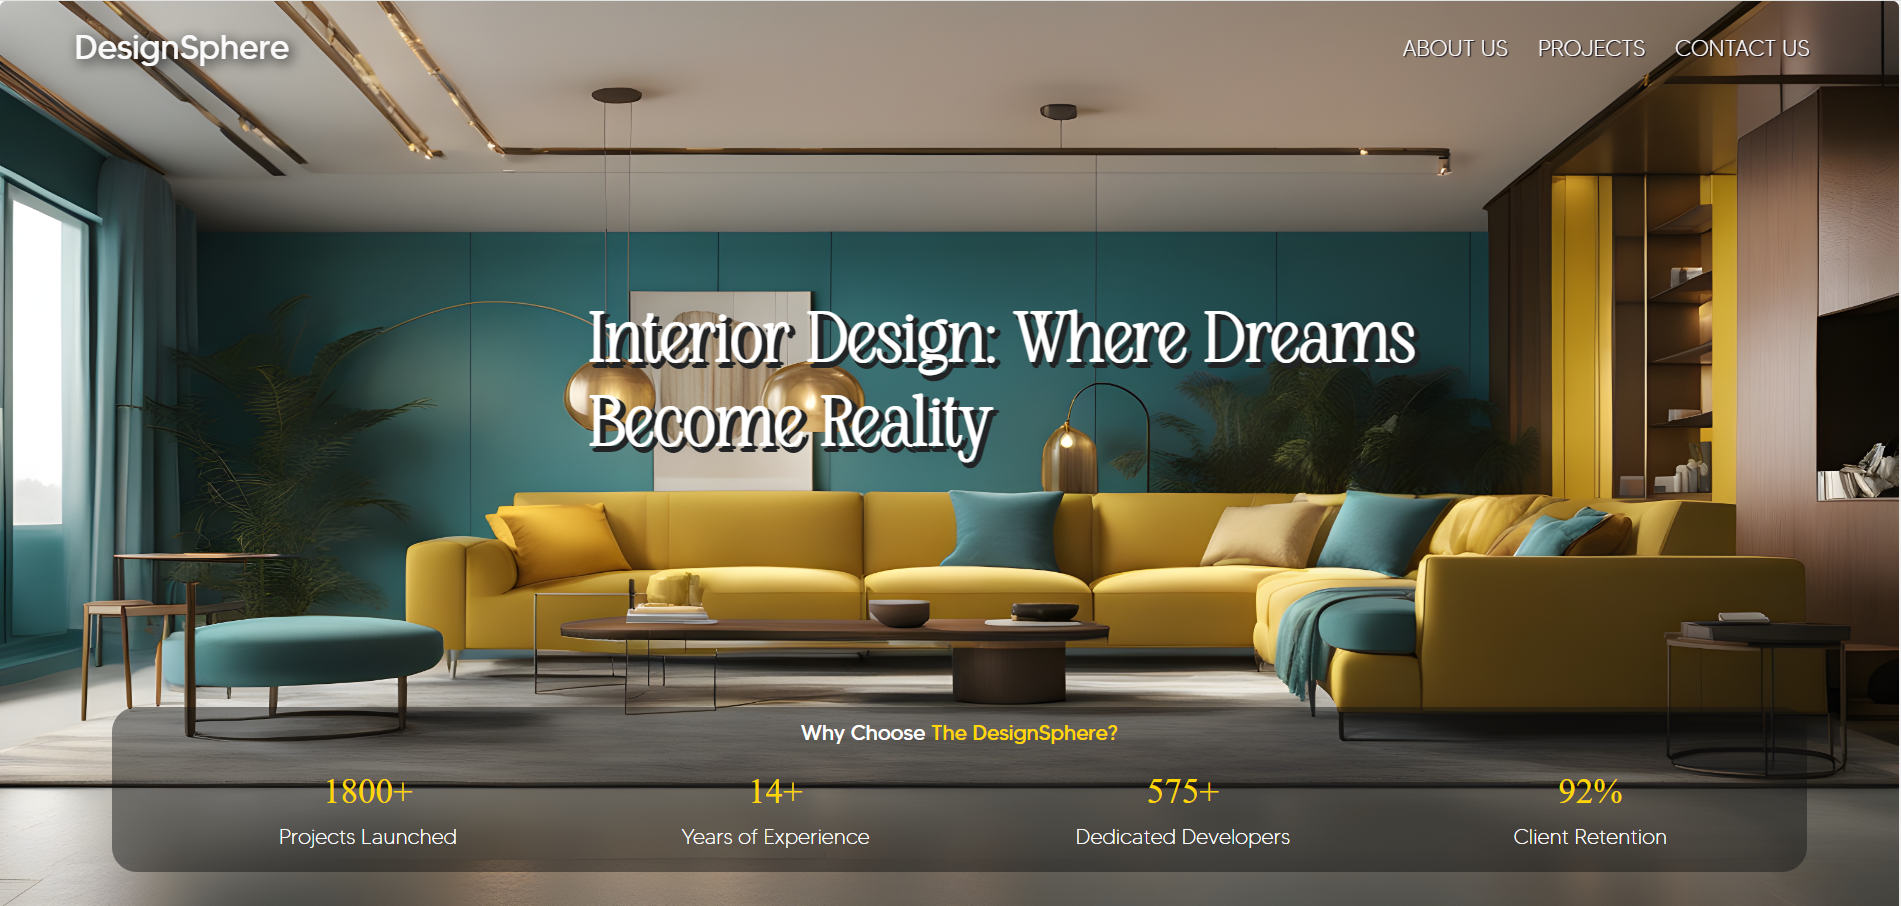 DesignSphere
ABOUT US PROJECTS CONTACT US
Interior Design: Where Dreams
Become Reality
Why Choose The DesignSphere?
1800+ 14+ 575+ 92%
Projects Launched Years of Experience Dedicated Developers Client Retention